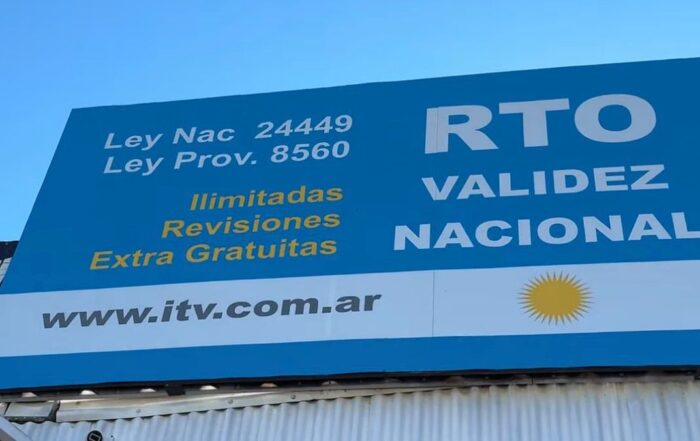 Ley Nac 24449
Ley Prov. 8560
Ilimitadas
Revisiones
Extra Gratuitas
RTO
VALIDEZ
NACIONAL
www.itv.com.ar